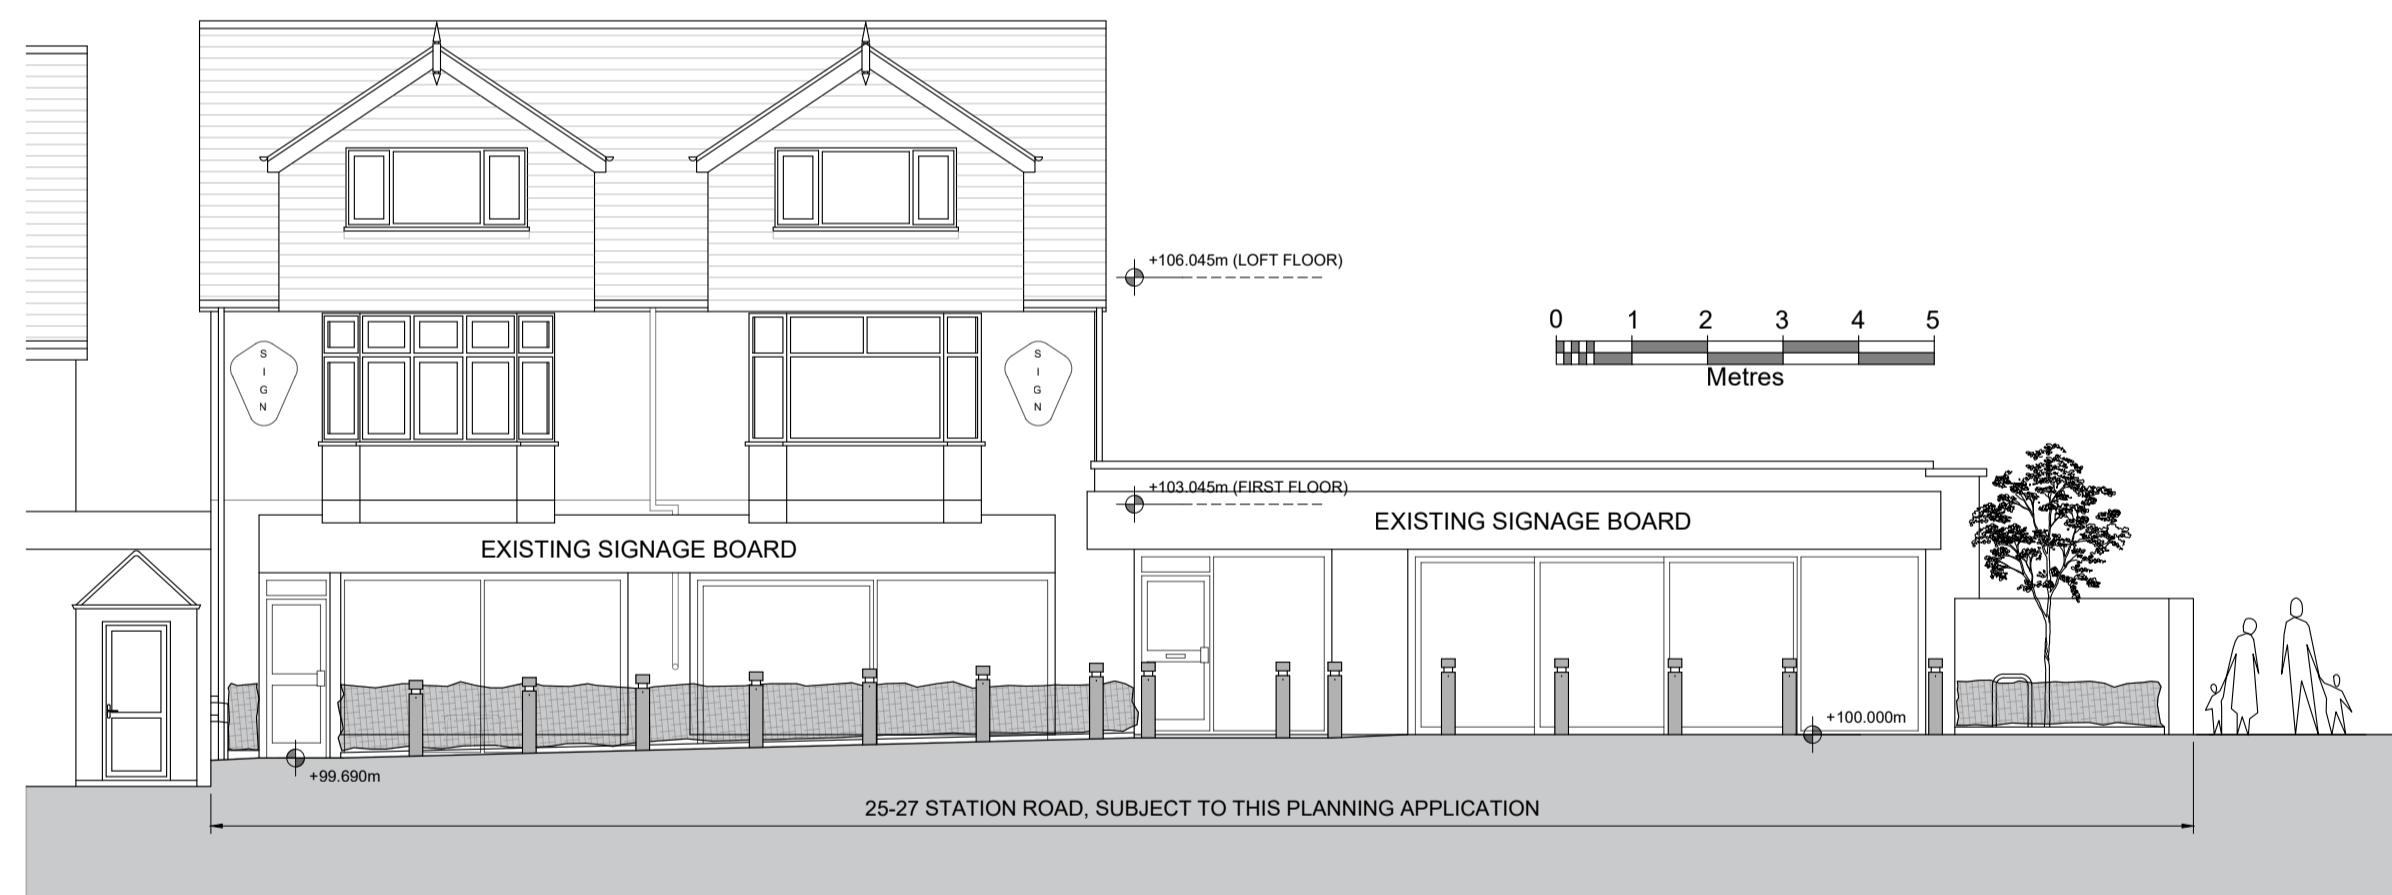 +106.045m (LOFT FLOOR)
0 1 2 3 4 5
Metres
S
I
G
N
S
I
G
N
+103.045m (FIRST FLOOR)
EXISTING SIGNAGE BOARD
EXISTING SIGNAGE BOARD
+100.000m
+99.690m
25-27 STATION ROAD, SUBJECT TO THIS PLANNING APPLICATION